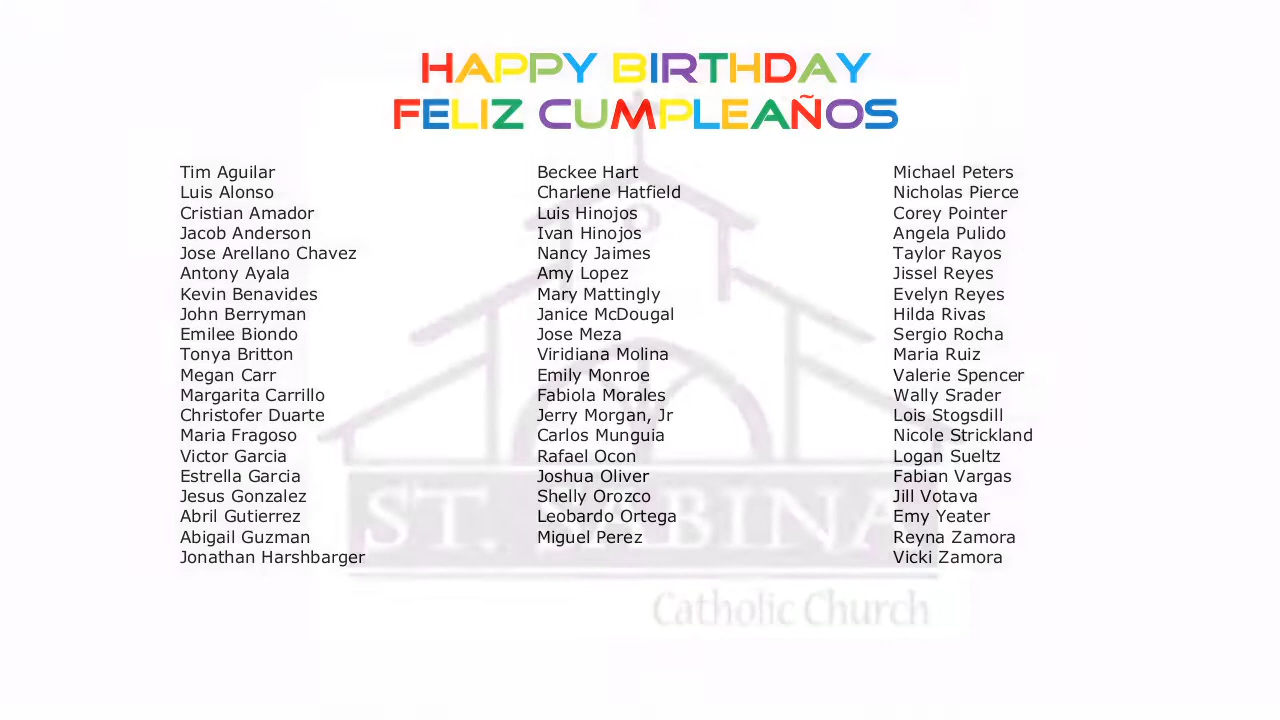 HAPPY BIRTHDAY
FELIZ CUMPLEAÑOS
Tim Aguilar
Luis Alonso
Cristian Amador
Jacob Anderson
Jose Arellano Chavez
Antony Ayala
Kevin Benavides
John Berryman
Emilee Biondo
Tonya Britton
Megan Carr
Margarita Carrillo
Christofer Duarte
Maria Fragoso
Victor Garcia
Estrella Garcia
Jesus Gonzalez
Abril Gutierrez
Abigail Guzman
Jonathan Harshbarger
Beckee Hart
Charlene Hatfield
Luis Hinojos
Ivan Hinojos
Nancy Jaimes
Amy Lopez
Mary Mattingly
Janice McDougal
Jose Meza
Viridiana Molina
Emily Monroe
Fabiola Morales
Jerry Morgan, Jr
Carlos Munguia
Rafael Ocon
Joshua Oliver
Shelly Orozco
Leobardo Ortega
Miguel Perez
Michael Peters
Nicholas Pierce
Corey Pointer
Angela Pulido
Taylor Rayos
Jissel Reyes
Evelyn Reyes
Hilda Rivas
Sergio Rocha
Maria Ruiz
Valerie Spencer
Wally Srader
Lois Stogsdill
Nicole Strickland
Logan Sueltz
Fabian Vargas
Jill Votava
Emy Yeater
Reyna Zamora
Vicki Zamora
ST. SABINA
Catholic Church